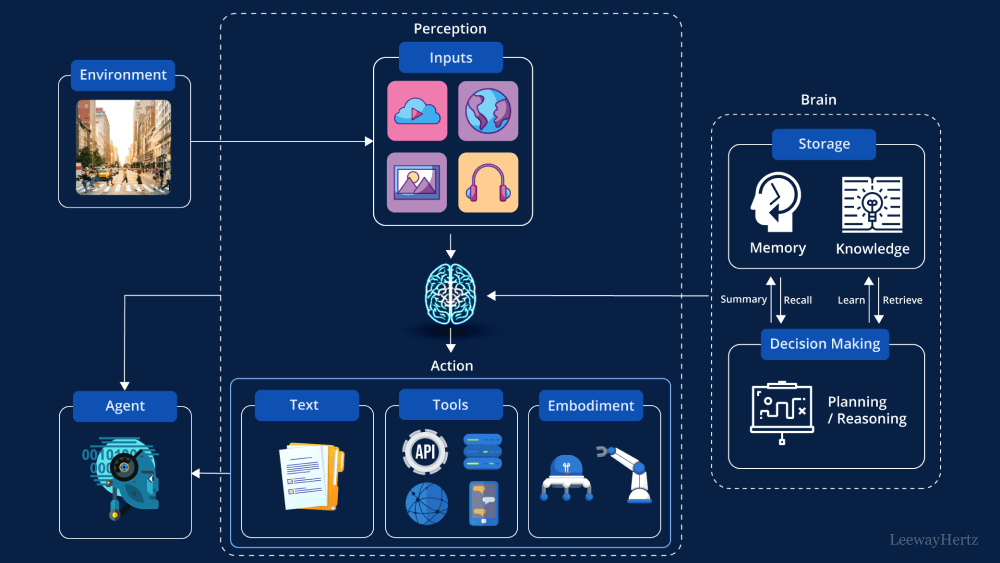 Perception
Inputs
Environment
Brain
Storage
Memory
Knowledge
Summary
Recall
Learn
Retrieve
Decision Making
Planning
/ Reasoning
Action
Agent
Text
Tools
Embodiment
API
LeewayHertz